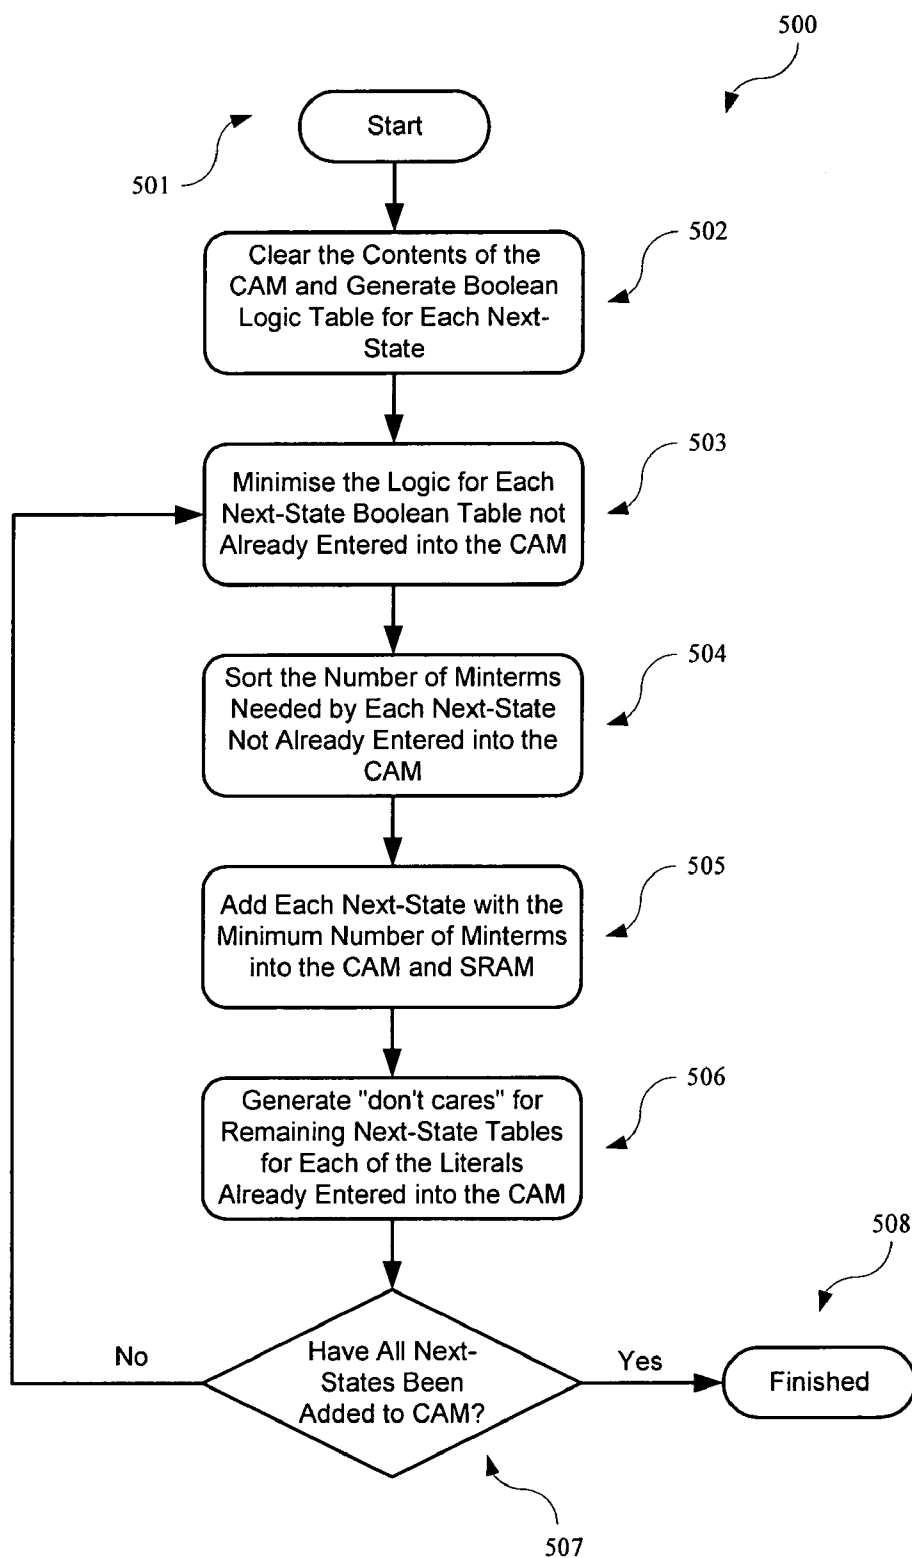 500
Start
501
Clear the Contents of the
CAM and Generate Boolean
Logic Table for Each Next-
State
502
Minimise the Logic for Each
Next-State Boolean Table not
Already Entered into the CAM
503
Sort the Number of Minterms
Needed by Each Next-State
Not Already Entered into the
CAM
504
Add Each Next-State with the
Minimum Number of Minterms
into the CAM and SRAM
505
Generate "don't cares" for
Remaining Next-State Tables
for Each of the Literals
Already Entered into the CAM
506
508
No
Have All Next-
States Been
Added to CAM?
Yes
Finished
507